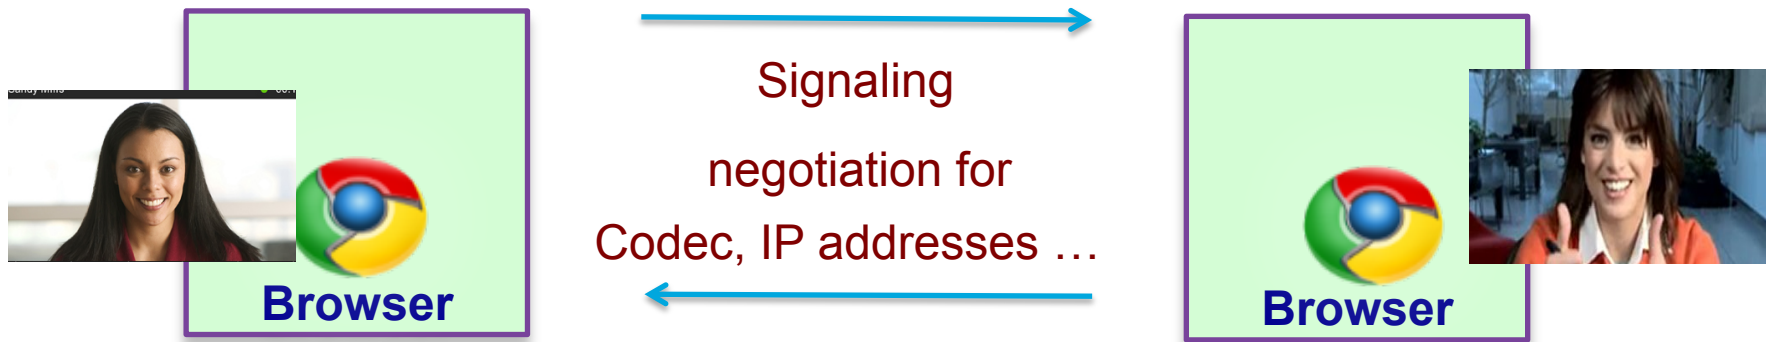 Signaling
negotiation for
Codec, IP addresses …
Browser
Browser